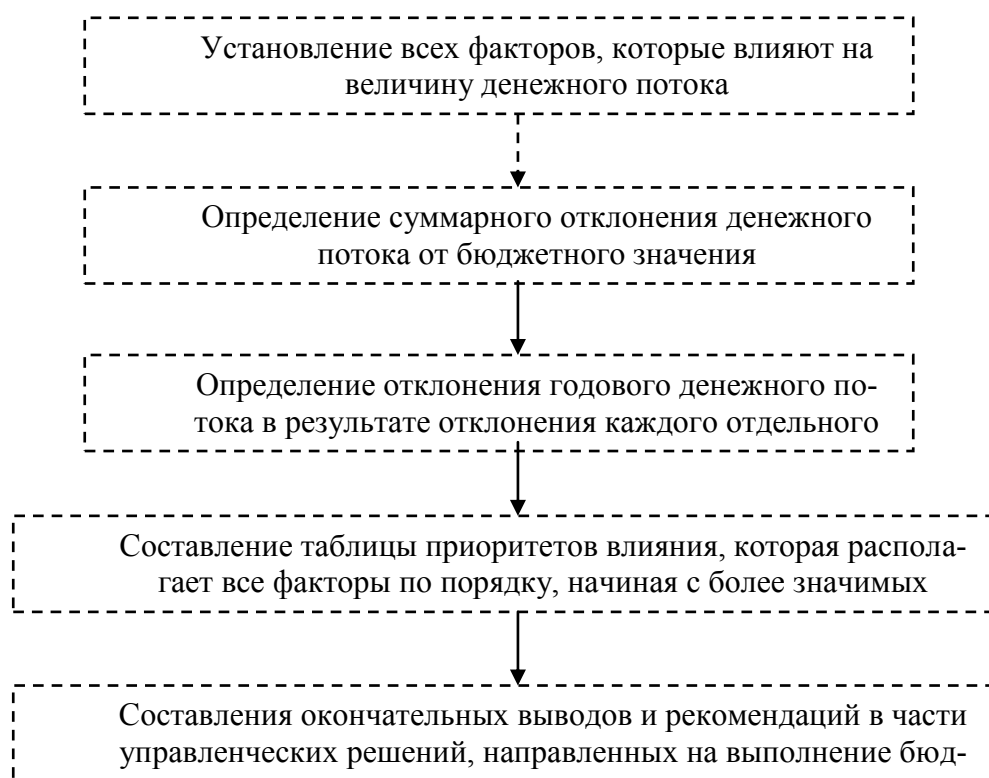 Установление всех факторов, которые влияют на
величину денежного потока
Определение суммарного отклонения денежного
потока от бюджетного значения
Определение отклонения годового денежного по-
тока в результате отклонения каждого отдельного
Составление таблицы приоритетов влияния, которая распола-
гает все факторы по порядку, начиная с более значимых
Составления окончательных выводов и рекомендаций в части
управленческих решений, направленных на выполнение бюд-